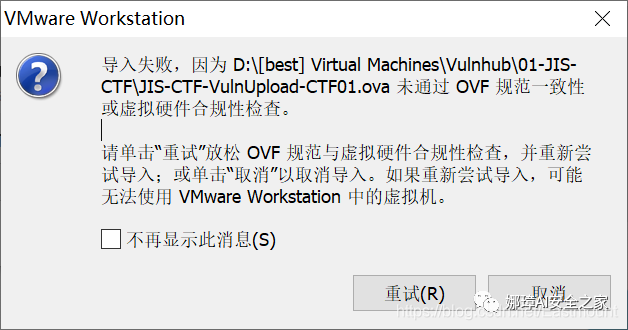 VMware Workstation
导入失败，因为 D:\[best] Virtual Machines\Vulnhub\01-JIS-
CTF\JIS-CTF-VulnUpload-CTF01.ova 未通过 OVF 规范一致性
或虚拟硬件合规性检查。
请单击“重试”放松 OVF 规范与虚拟硬件合规性检查，并重新尝
试导入；或单击“取消”以取消导入。如果重新尝试导入，可能
无法使用 VMware Workstation 中的虚拟机。
不再显示此消息(S)
重试(R)
取消
娜璋AI安全之家
https://blog.csdn.net/Eastmount